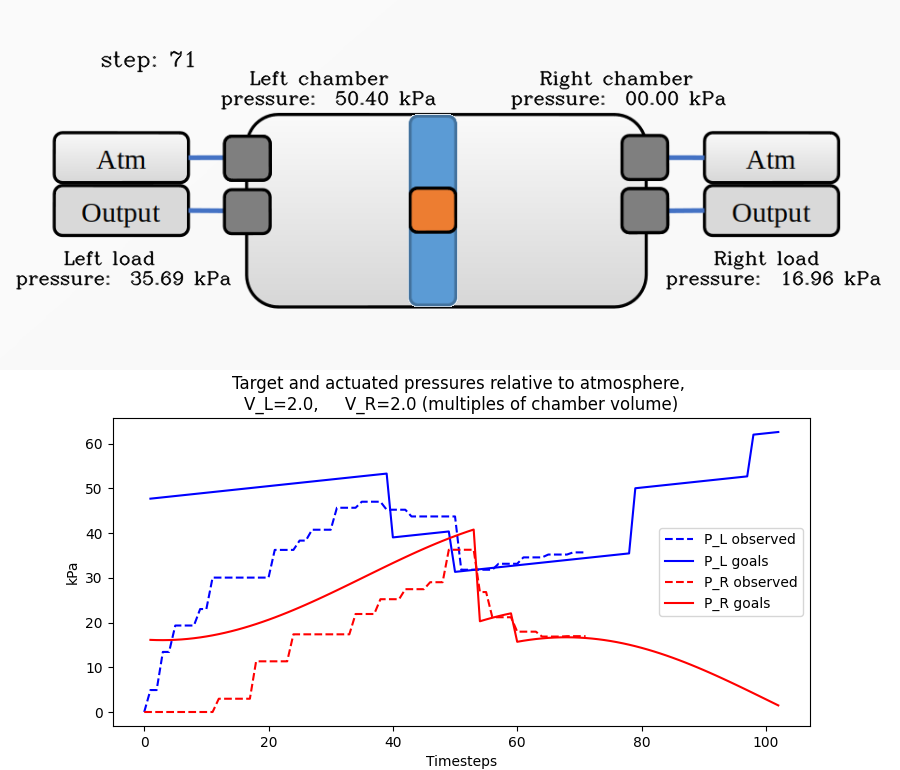 step: 71
Left chamber
pressure: 50.40 kPa
Right chamber
pressure: 00.00 kPa
Atm
Output
Atm
Output
Left load
pressure: 35.69 kPa
Right load
pressure: 16.96 kPa
Target and actuated pressures relative to atmosphere,
V_L=2.0, V_R=2.0 (multiples of chamber volume)
60
50
40
30
20
10
0
kPa
P_L observed
P_L goals
P_R observed
P_R goals
0 20 40 60 80 100
Timesteps